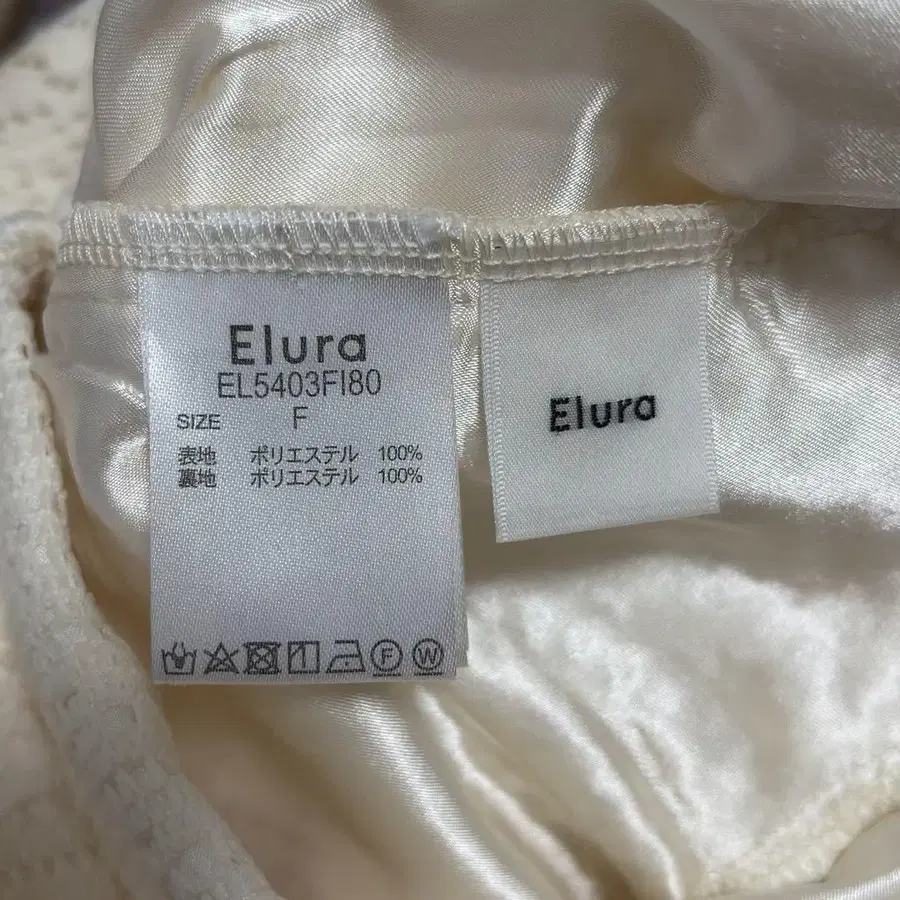 Elura
EL5403FI80
SIZE F
表地 ポリエステル 100%
裏地 ポリエステル 100%
F W
Elura